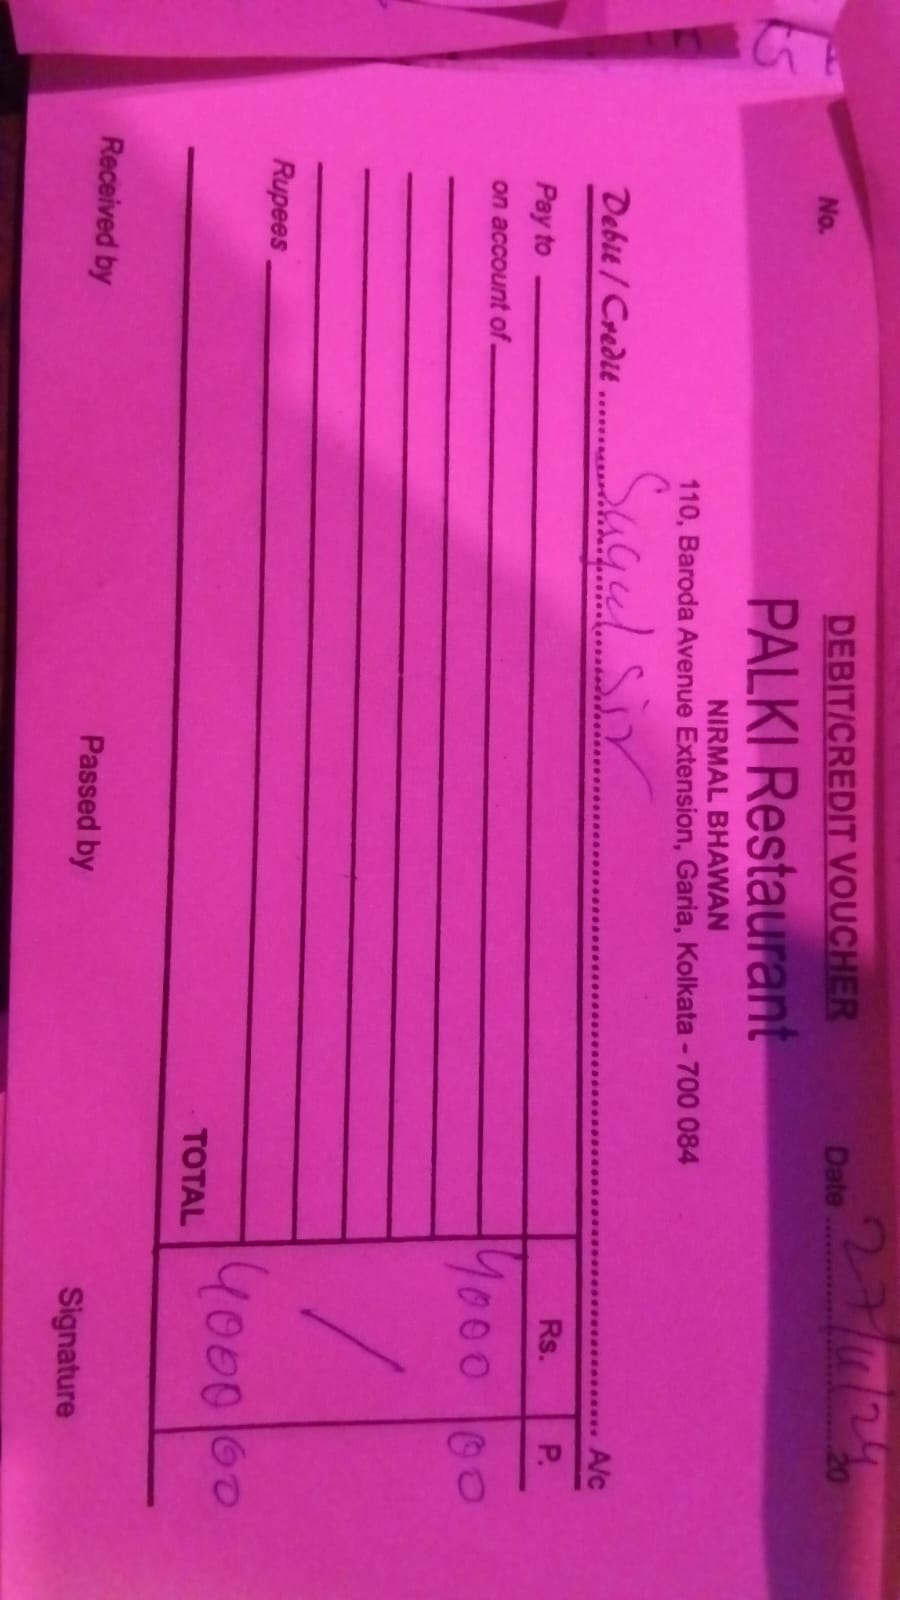 DEBIT/CREDIT VOUCHER
No. Date 27/11/24 20
PALKI Restaurant
NIRMAL BHAWAN
110, Baroda Avenue Extension, Garia, Kolkata - 700 084
Debit / Credit Sir A/c
Pay to Rs. P.
on account of 4000 00
Rupees
TOTAL 4000 00
Received by Passed by Signature